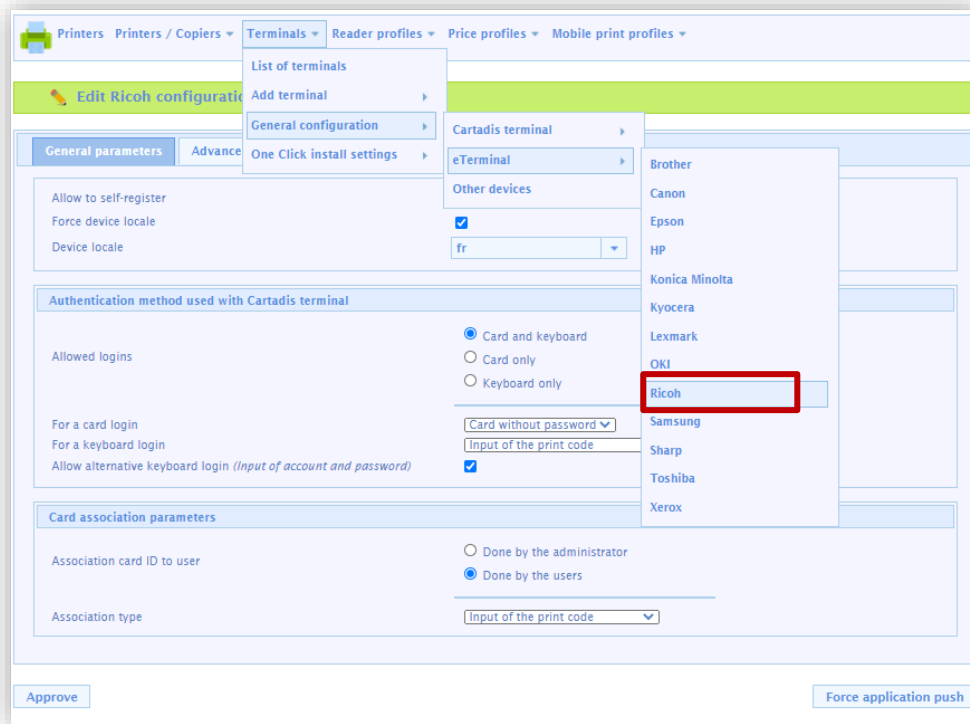 Printers Printers / Copiers Terminals Reader profiles Price profiles Mobile print profiles
List of terminals
Add terminal
General configuration
One Click install settings
Cartadis terminal
eTerminal
Other devices
Brother
Canon
Epson
HP
Konica Minolta
Kyocera
Lexmark
OKI
Ricoh
Samsung
Sharp
Toshiba
Xerox
Edit Ricoh configuratio
General parameters Advance
Allow to self-register
Force device locale
Device locale fr
Authentication method used with Cartadis terminal
Allowed logins
Card and keyboard
Card only
Keyboard only
For a card login Card without password
For a keyboard login Input of the print code
Allow alternative keyboard login (Input of account and password)
Card association parameters
Association card ID to user
Done by the administrator
Done by the users
Association type Input of the print code
Approve Force application push